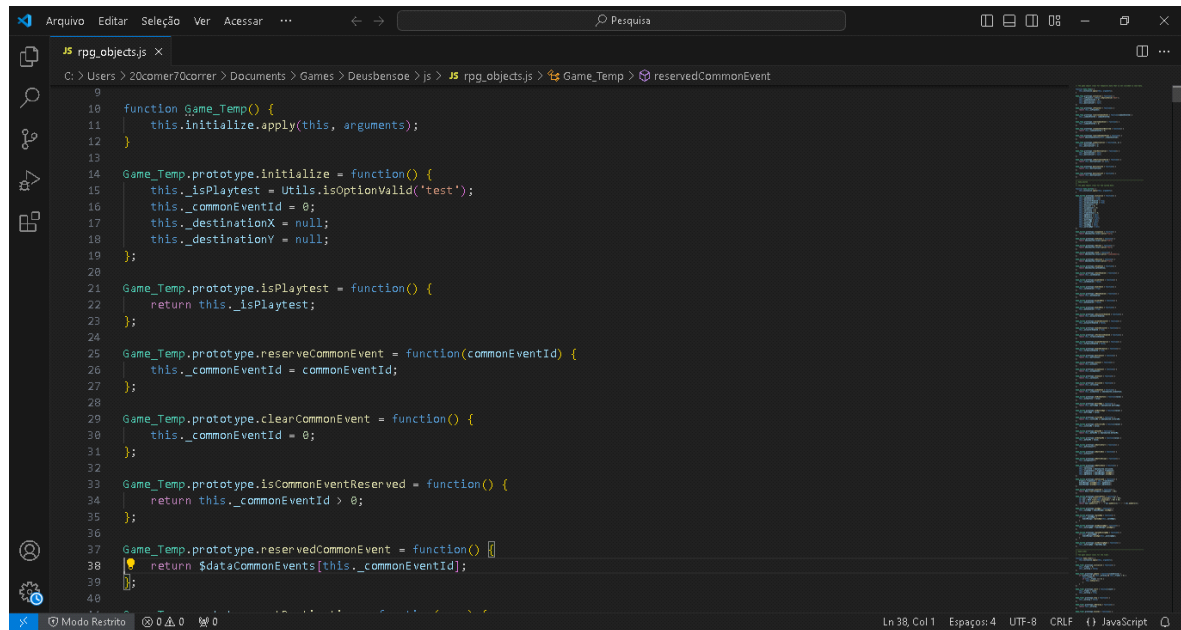 Arquivo Editar Seleção Ver Acessar ··· Pesquisa
JS rpg_objects.js
C: > Users > 20comer70correr > Documents > Games > Deusbensoe > js > JS rpg_objects.js > Game_Temp > reservedCommonEvent
9
10 function Game_Temp() {
11     this.initialize.apply(this, arguments);
12 }
13
14 Game_Temp.prototype.initialize = function() {
15     this._isPlaytest = Utils.isOptionValid('test');
16     this._commonEventId = 0;
17     this._destinationX = null;
18     this._destinationY = null;
19 };
20
21 Game_Temp.prototype.isPlaytest = function() {
22     return this._isPlaytest;
23 };
24
25 Game_Temp.prototype.reserveCommonEvent = function(commonEventId) {
26     this._commonEventId = commonEventId;
27 };
28
29 Game_Temp.prototype.clearCommonEvent = function() {
30     this._commonEventId = 0;
31 };
32
33 Game_Temp.prototype.isCommonEventReserved = function() {
34     return this._commonEventId > 0;
35 };
36
37 Game_Temp.prototype.reservedCommonEvent = function() {
38     return $dataCommonEvents[this._commonEventId];
39 };
40
Modo Restrito 0 0 0 Ln 38, Col 1 Espaços: 4 UTF-8 CRLF {} JavaScript